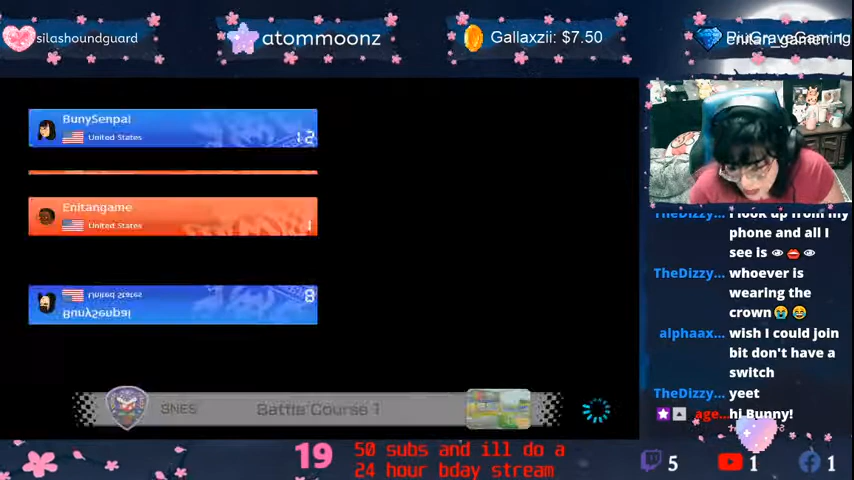 silashoundguard
atommoonz
Gallaxzii: $7.50
BunySenpai
United States
12
Enitangame
United States
1
United States
8
BunySenpai
SNES
Battle Course 1
TheDizzy... I look up from my
phone and all I
see is 👁👄👁
TheDizzy... whoever is
wearing the
crown😭😂
alphaax... wish I could join
bit don't have a
switch
TheDizzy... yeet
age... hi Bunny!
19
50 subs and ill do a
24 hour bday stream
5
1
1